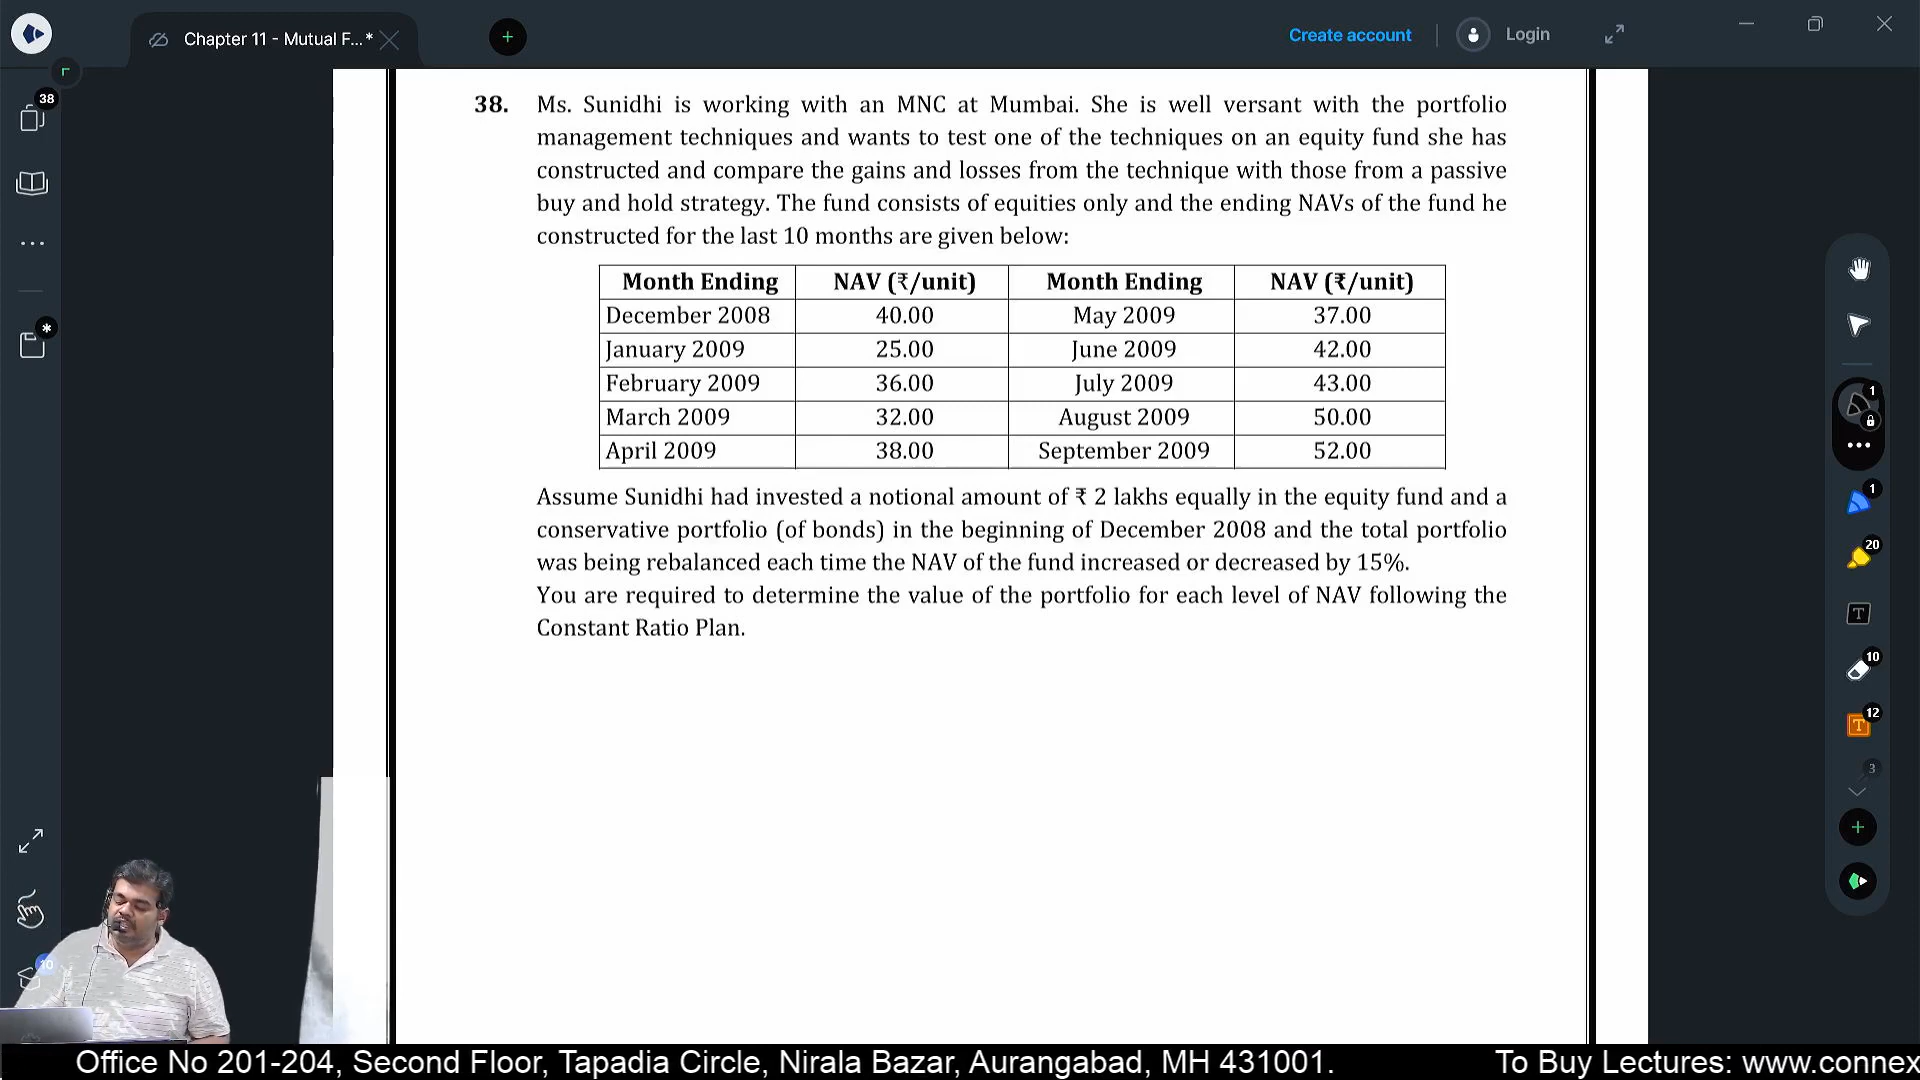 Chapter 11 - Mutual F...*
Create account
Login
38
38. Ms. Sunidhi is working with an MNC at Mumbai. She is well versant with the portfolio
management techniques and wants to test one of the techniques on an equity fund she has
constructed and compare the gains and losses from the technique with those from a passive
buy and hold strategy. The fund consists of equities only and the ending NAVs of the fund he
constructed for the last 10 months are given below:
Month Ending NAV (₹/unit) Month Ending NAV (₹/unit)
December 2008 40.00 May 2009 37.00
January 2009 25.00 June 2009 42.00
February 2009 36.00 July 2009 43.00
March 2009 32.00 August 2009 50.00
April 2009 38.00 September 2009 52.00
Assume Sunidhi had invested a notional amount of ₹ 2 lakhs equally in the equity fund and a
conservative portfolio (of bonds) in the beginning of December 2008 and the total portfolio
was being rebalanced each time the NAV of the fund increased or decreased by 15%.
You are required to determine the value of the portfolio for each level of NAV following the
Constant Ratio Plan.
1
1
20
T
10
T
12
3
10
Office No 201-204, Second Floor, Tapadia Circle, Nirala Bazar, Aurangabad, MH 431001. To Buy Lectures: www.connex